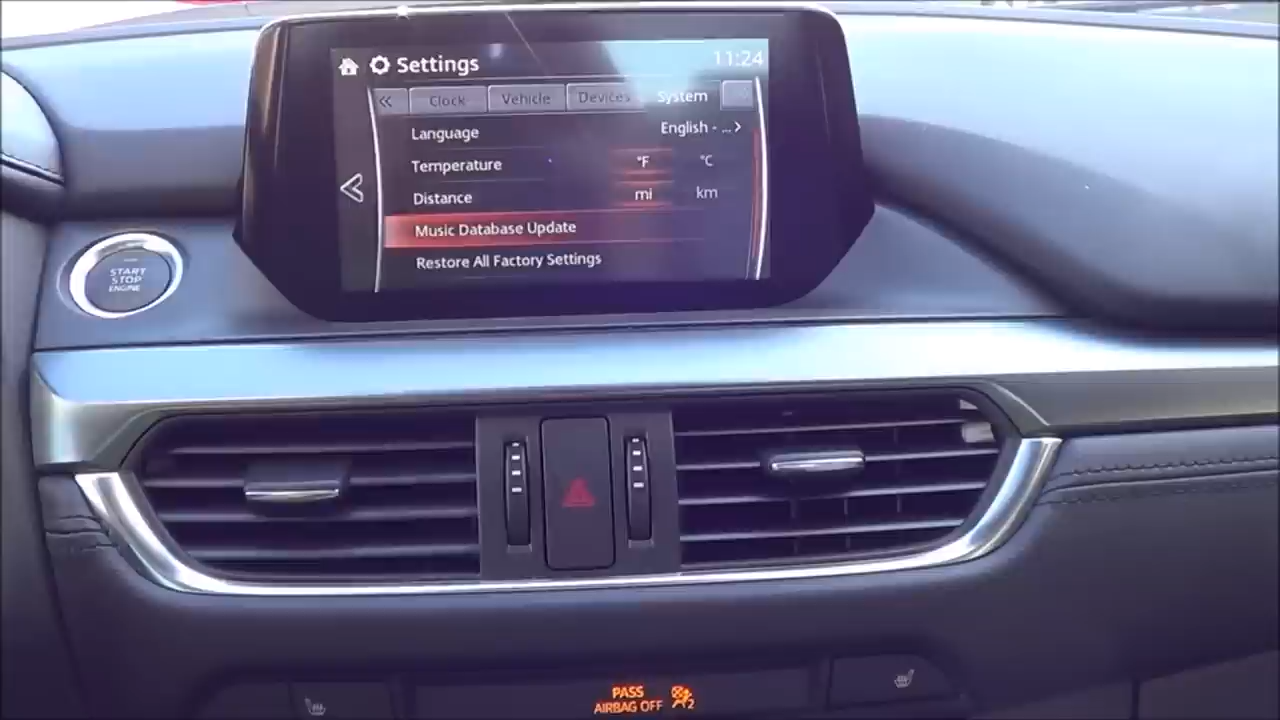 Settings
11:24
Clock
Vehicle
Devices
System
Language
English - ...
Temperature
°F
°C
Distance
mi
km
Music Database Update
Restore All Factory Settings
START
STOP
ENGINE
PASS
AIRBAG OFF
2